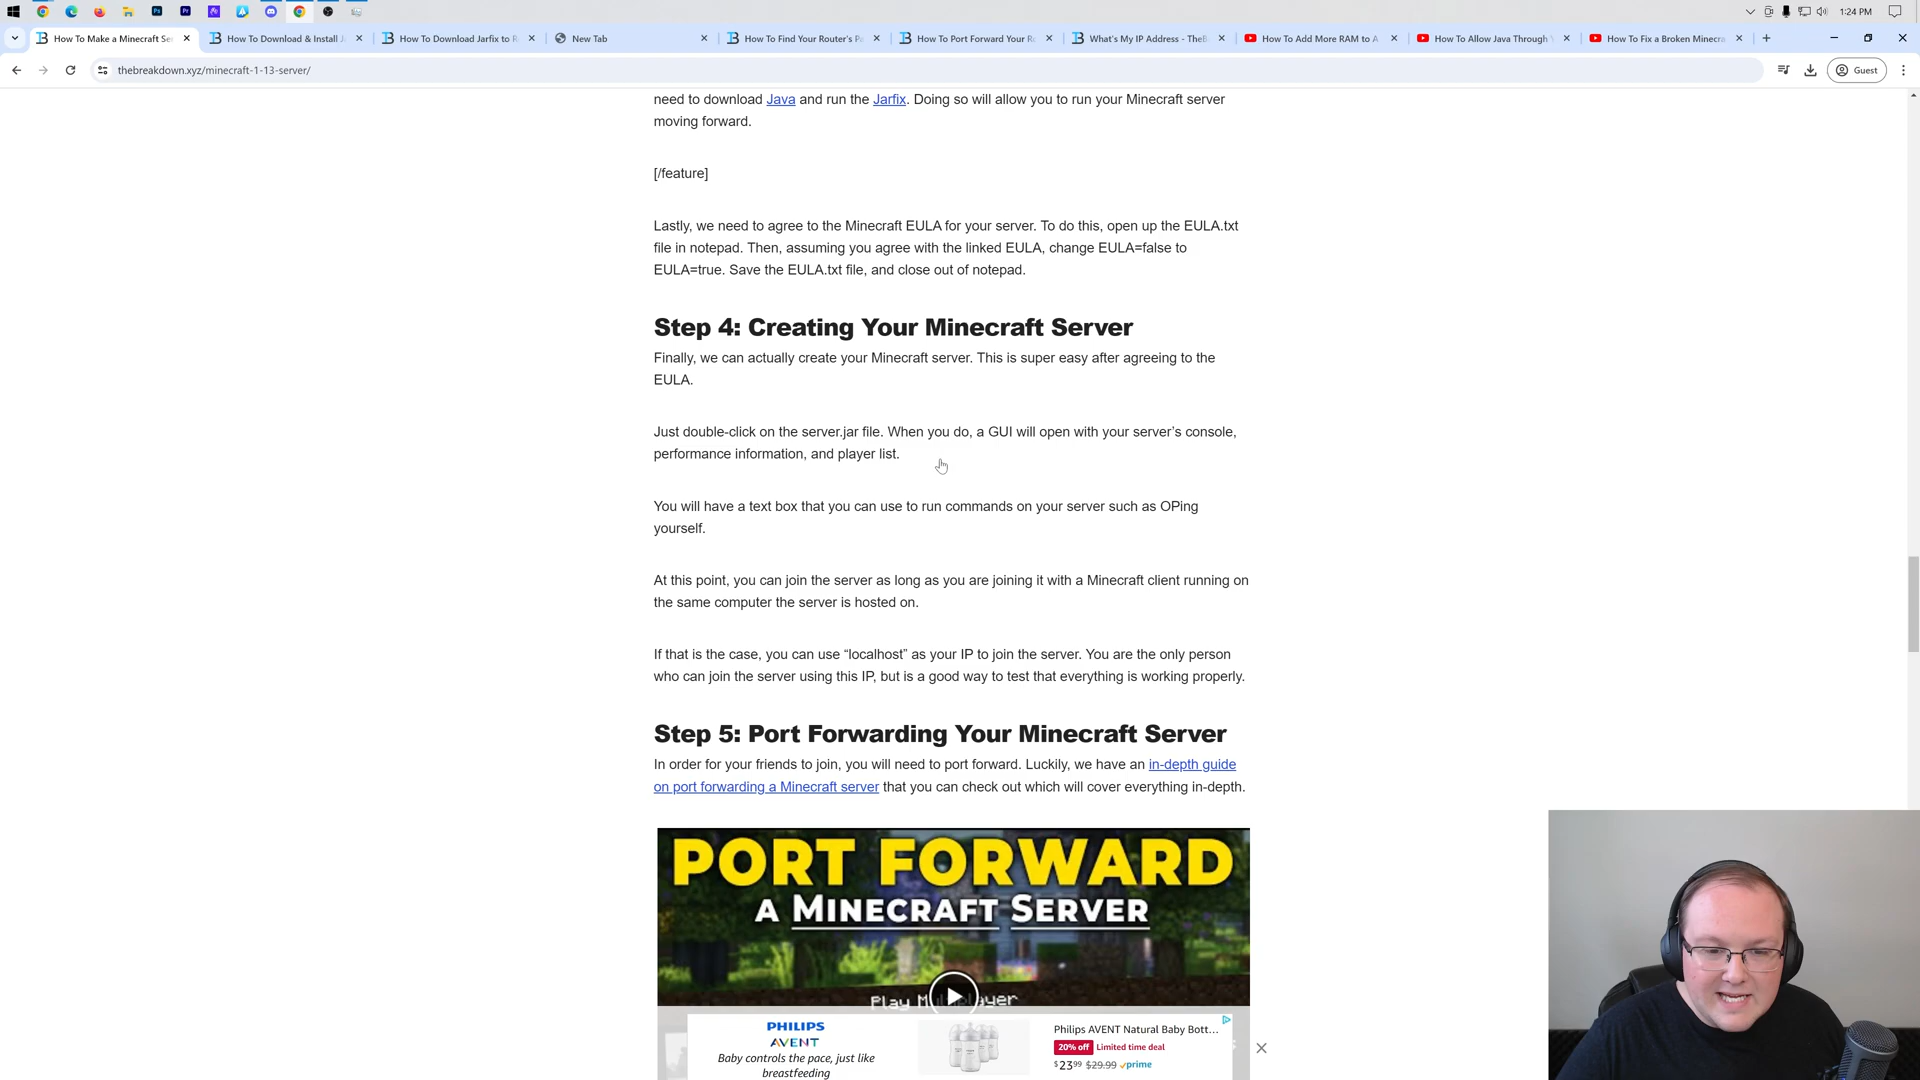 1:24 PM
How To Make a Minecraft Se
How To Download & Install J
How To Download Jarfix to R
New Tab
How To Find Your Router's Pa
How To Port Forward Your R
What's My IP Address - TheB
How To Add More RAM to A
How To Allow Java Through
How To Fix a Broken Minecra
thebreakdown.xyz/minecraft-1-13-server/
Guest
need to download Java and run the Jarfix. Doing so will allow you to run your Minecraft server
moving forward.
[/feature]
Lastly, we need to agree to the Minecraft EULA for your server. To do this, open up the EULA.txt
file in notepad. Then, assuming you agree with the linked EULA, change EULA=false to
EULA=true. Save the EULA.txt file, and close out of notepad.
Step 4: Creating Your Minecraft Server
Finally, we can actually create your Minecraft server. This is super easy after agreeing to the
EULA.
Just double-click on the server.jar file. When you do, a GUI will open with your server’s console,
performance information, and player list.
You will have a text box that you can use to run commands on your server such as OPing
yourself.
At this point, you can join the server as long as you are joining it with a Minecraft client running on
the same computer the server is hosted on.
If that is the case, you can use “localhost” as your IP to join the server. You are the only person
who can join the server using this IP, but is a good way to test that everything is working properly.
Step 5: Port Forwarding Your Minecraft Server
In order for your friends to join, you will need to port forward. Luckily, we have an in-depth guide
on port forwarding a Minecraft server that you can check out which will cover everything in-depth.
PORT FORWARD
A MINECRAFT SERVER
Play Multiplayer
PHILIPS
AVENT
Baby controls the pace, just like
breastfeeding
Philips AVENT Natural Baby Bott...
20% off Limited time deal
$2399 $29.99 prime